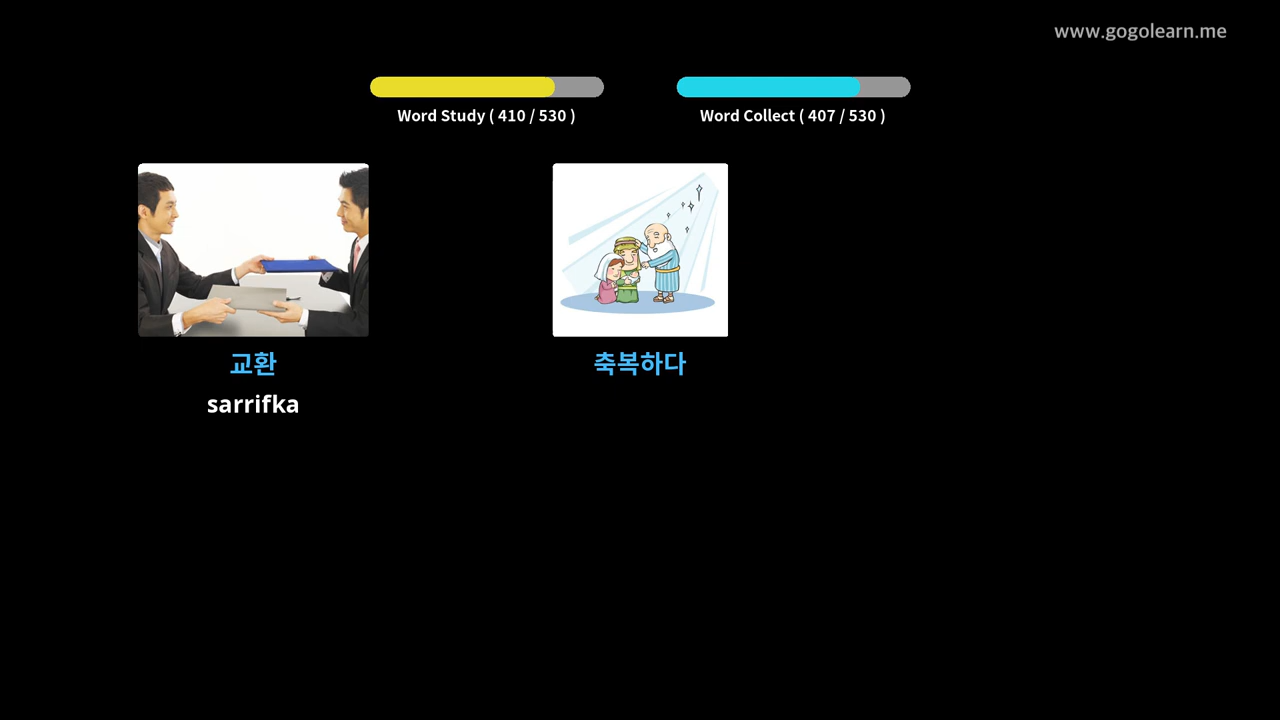 www.gogolearn.me
Word Study ( 410 / 530 )
Word Collect ( 407 / 530 )
교환
축복하다
sarrifka